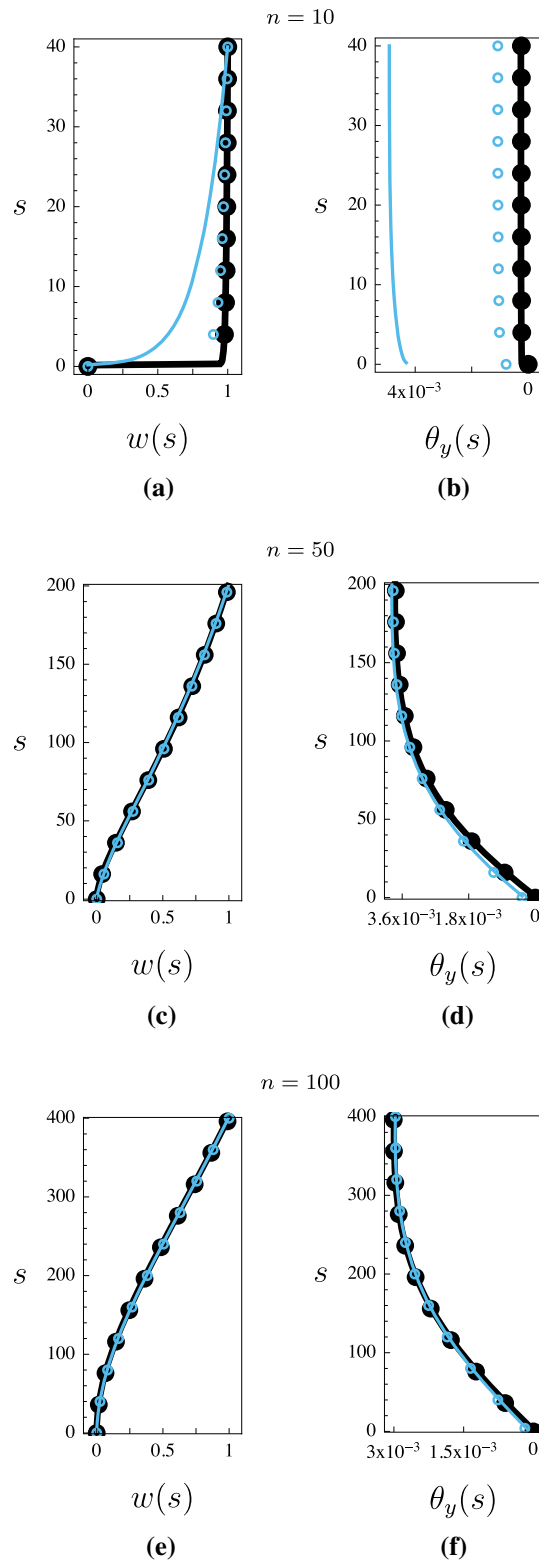 n = 10
40
30
20
10
0
s
0
0.5
1
w(s)
(a)
40
30
20
10
0
s
4x10⁻³
0
θ_y(s)
(b)
n = 50
200
150
100
50
0
s
0
0.5
1
w(s)
(c)
200
150
100
50
0
s
3.6x10⁻³
1.8x10⁻³
0
θ_y(s)
(d)
n = 100
400
300
200
100
0
s
0
0.5
1
w(s)
(e)
400
300
200
100
0
s
3x10⁻³
1.5x10⁻³
0
θ_y(s)
(f)